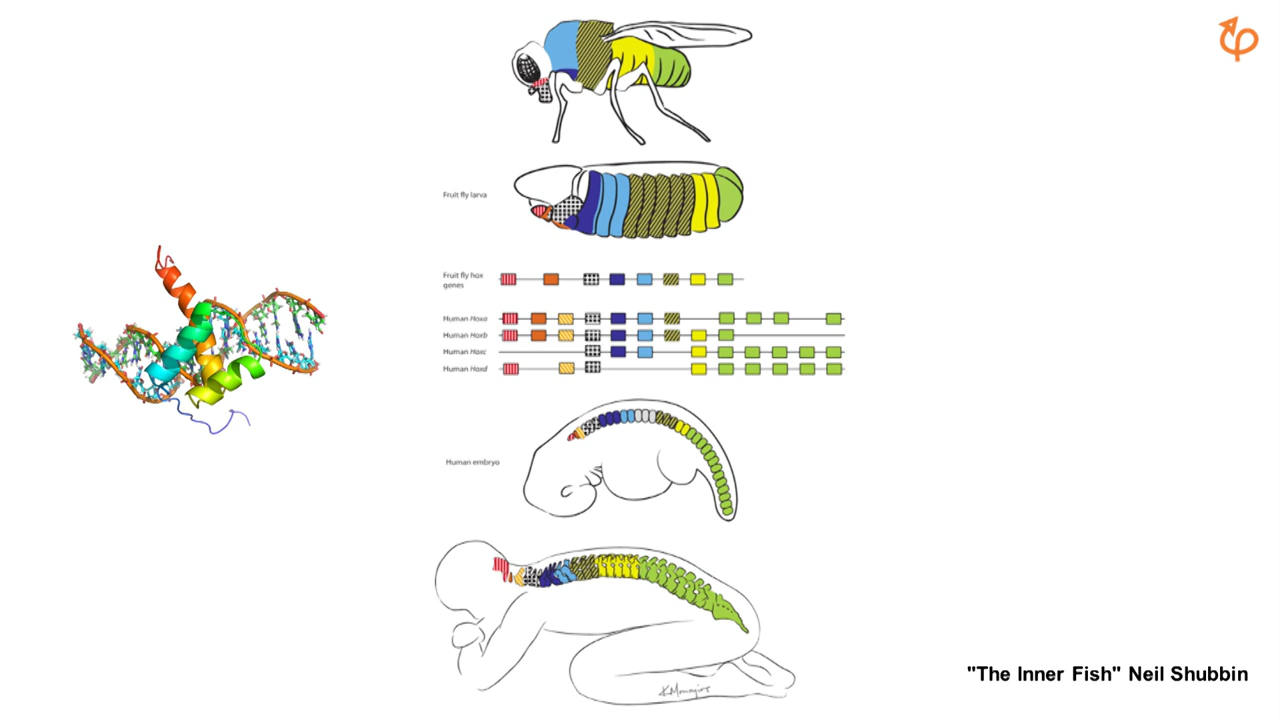 Fruit fly larva
Fruit fly hox
genes
Human Hoxa
Human Hoxb
Human Hoxc
Human Hoxd
Human embryo
"The Inner Fish" Neil Shubbin